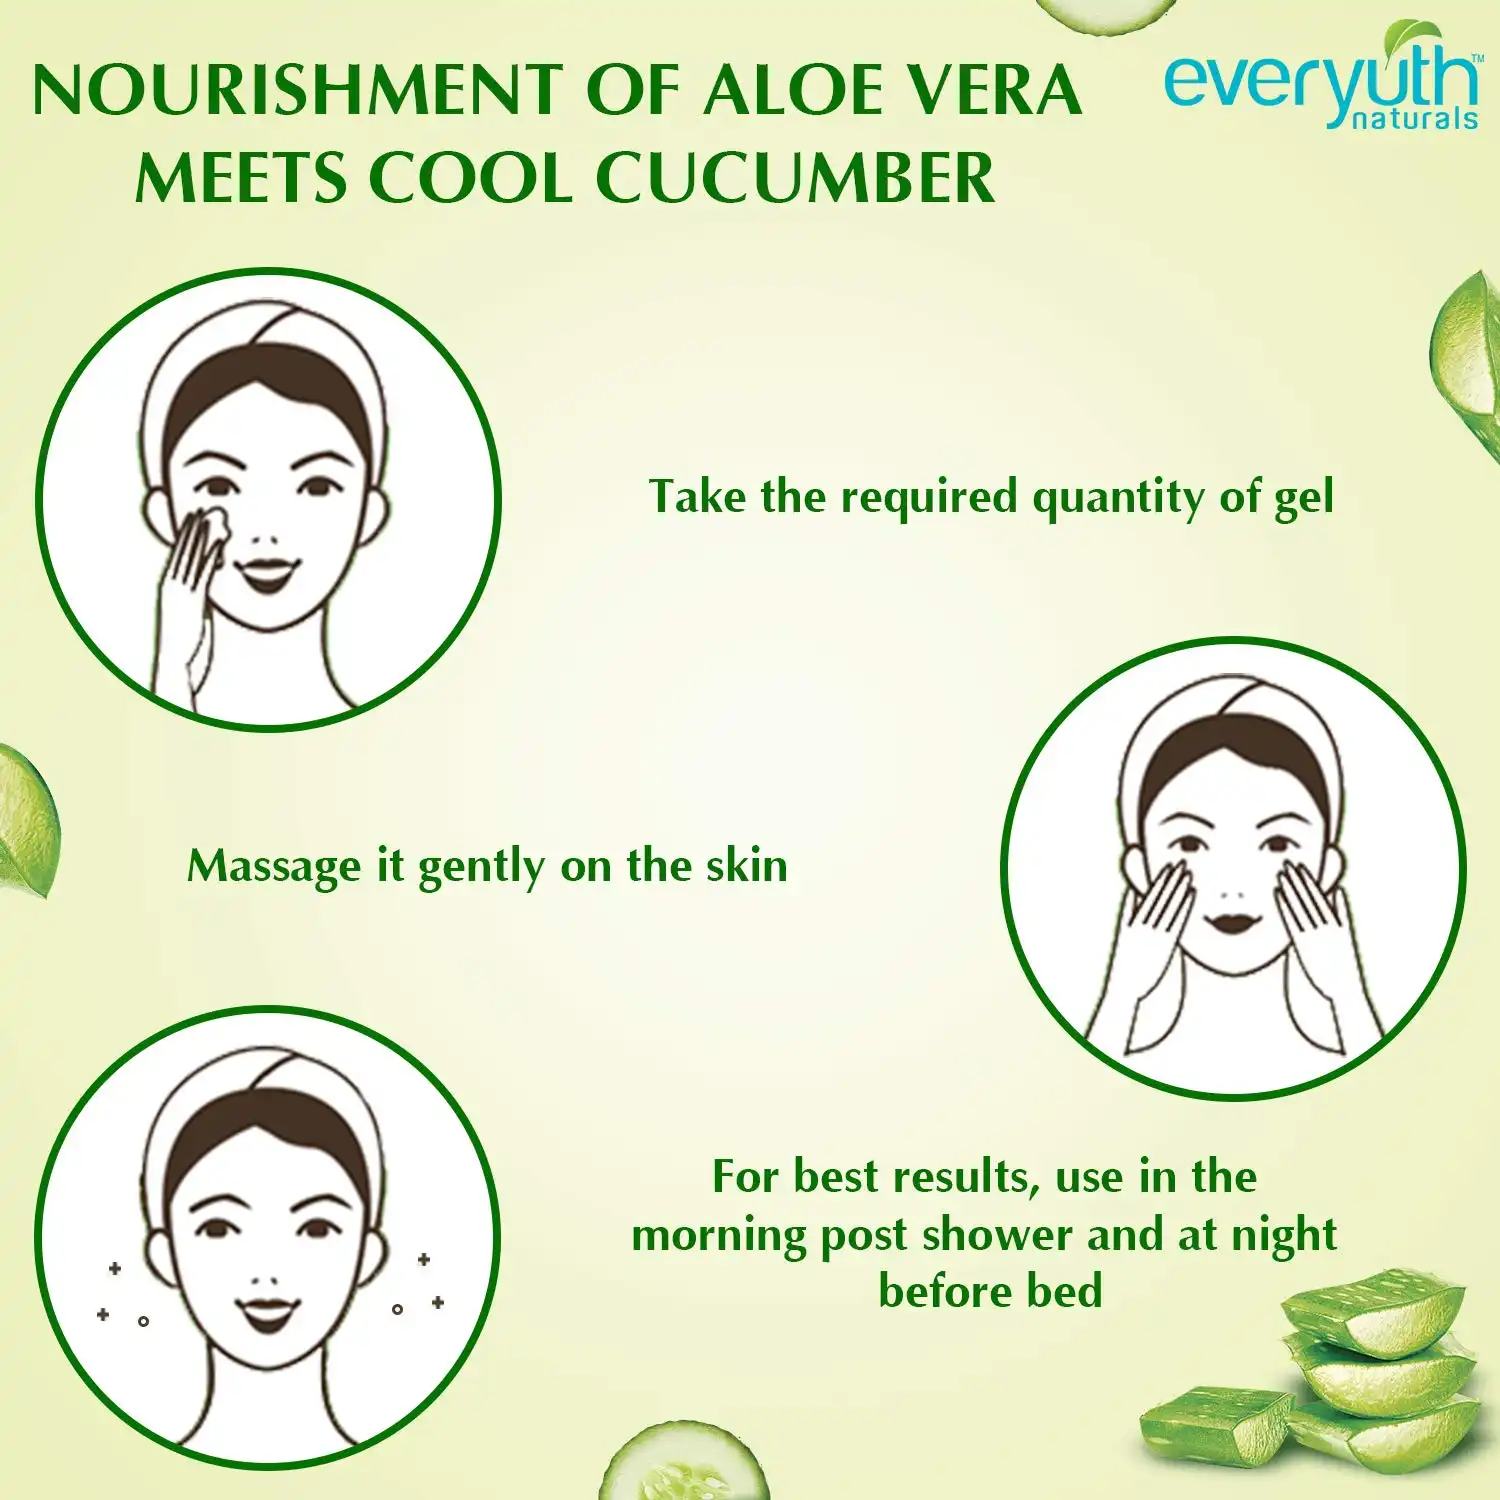 NOURISHMENT OF ALOE VERA
MEETS COOL CUCUMBER
everyuth™
naturals
Take the required quantity of gel
Massage it gently on the skin
For best results, use in the
morning post shower and at night
before bed